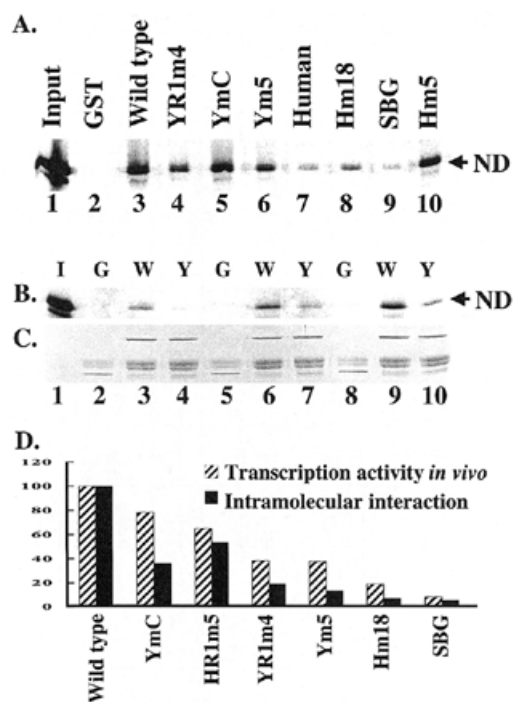 A.
Input GST Wild type YR1m4 YmC Ym5 Human Hm18 SBG Hm5
ND
1 2 3 4 5 6 7 8 9 10
I G W Y G W Y G W Y
B.
ND
C.
1 2 3 4 5 6 7 8 9 10
D.
120
100
80
60
40
20
0
Transcription activity in vivo
Intramolecular interaction
Wild type YmC HR1m5 YR1m4 Ym5 Hm18 SBG